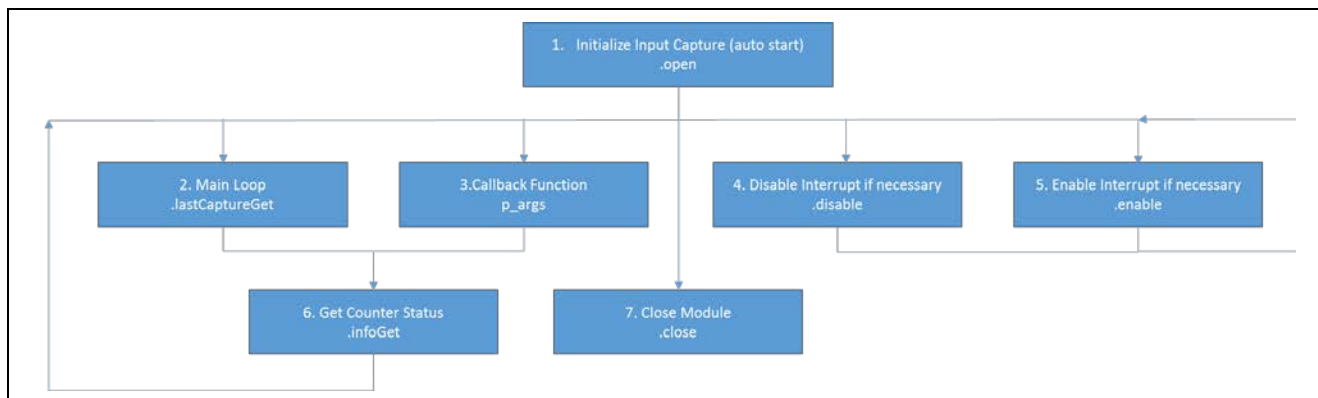 1. Initialize Input Capture (auto start)
.open
2. Main Loop
.lastCaptureGet
3.Callback Function
p_args
4. Disable Interrupt if necessary
.disable
5. Enable Interrupt if necessary
.enable
6. Get Counter Status
.infoGet
7. Close Module
.close